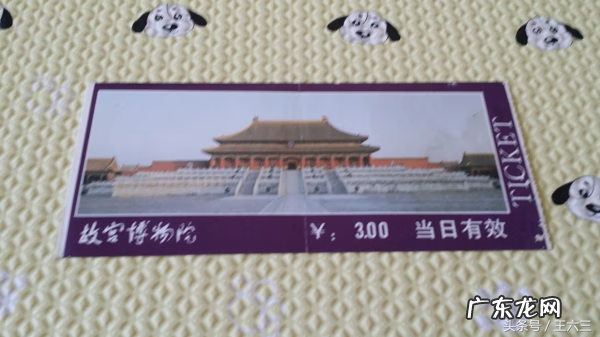 TICKET
故宫博物院
￥: 3.00 当日有效
广东龙网
头条号／王六三